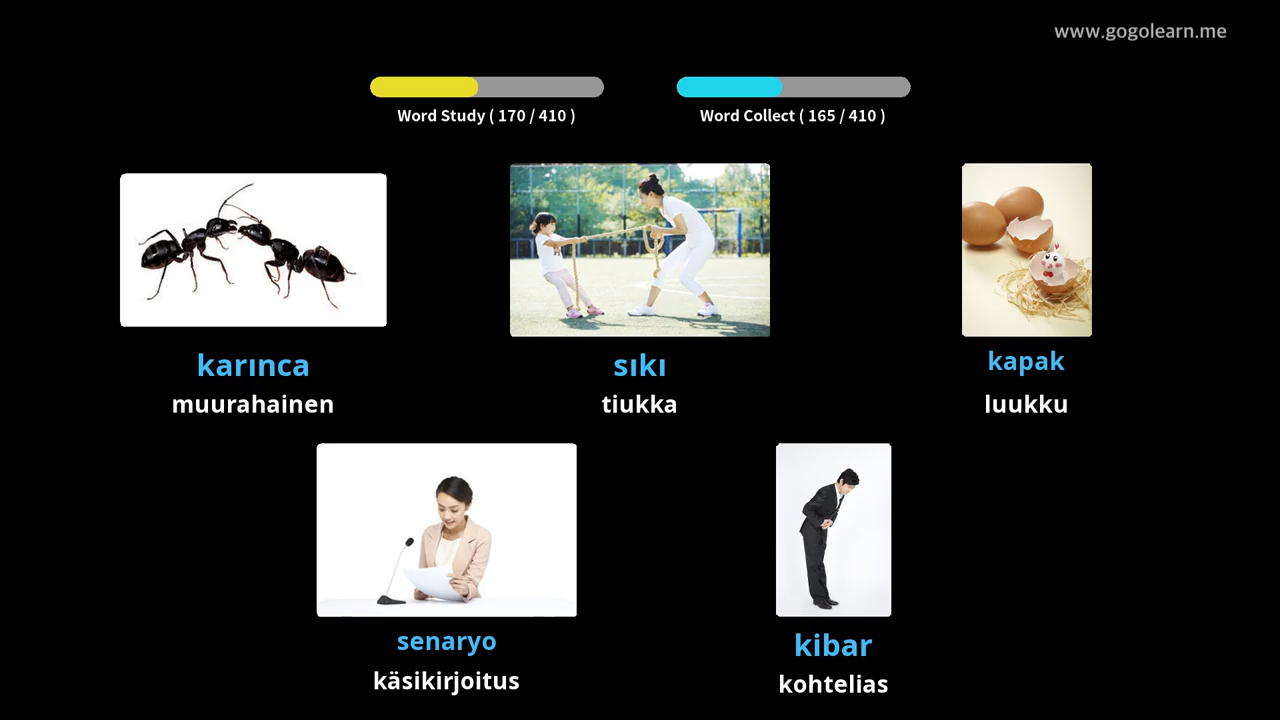 www.gogolearn.me
Word Study ( 170 / 410 )
Word Collect ( 165 / 410 )
karınca
muurahainen
sıkı
tiukka
kapak
luukku
senaryo
käsikirjoitus
kibar
kohtelias